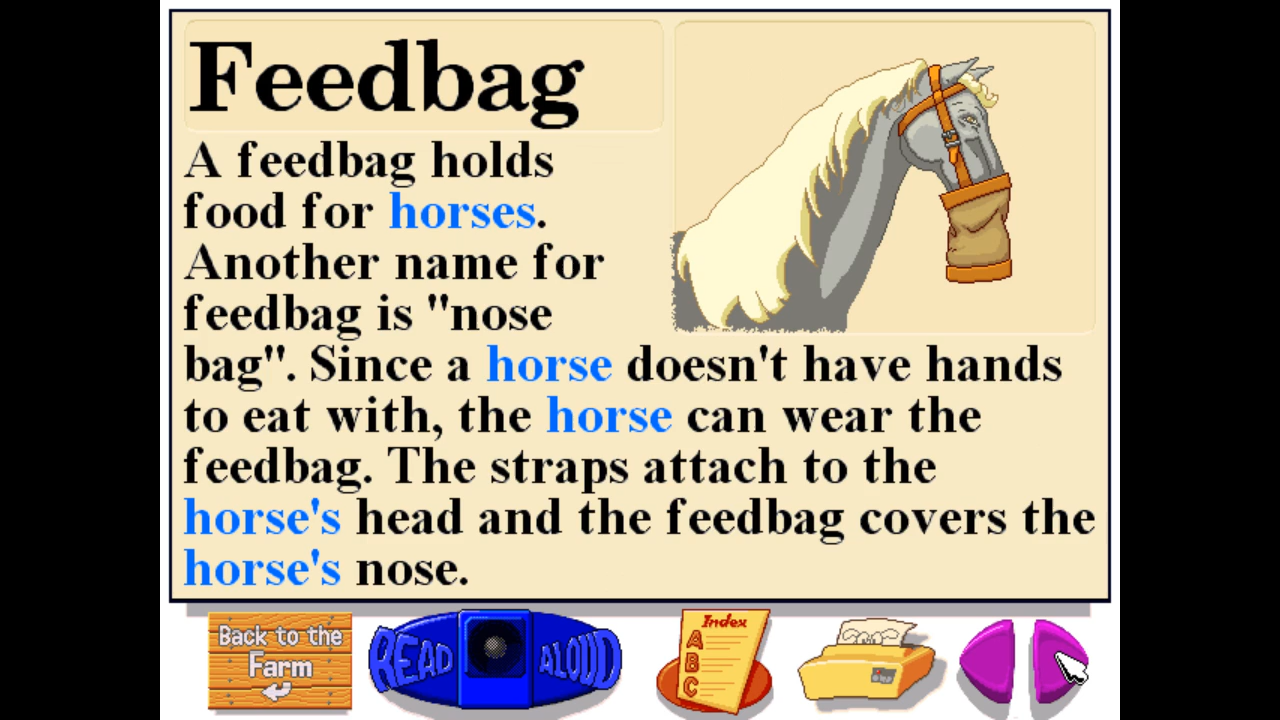 Feedbag
A feedbag holds
food for horses.
Another name for
feedbag is "nose
bag". Since a horse doesn't have hands
to eat with, the horse can wear the
feedbag. The straps attach to the
horse's head and the feedbag covers the
horse's nose.
Back to the
Farm
READ ALOUD
Index
A
B
C